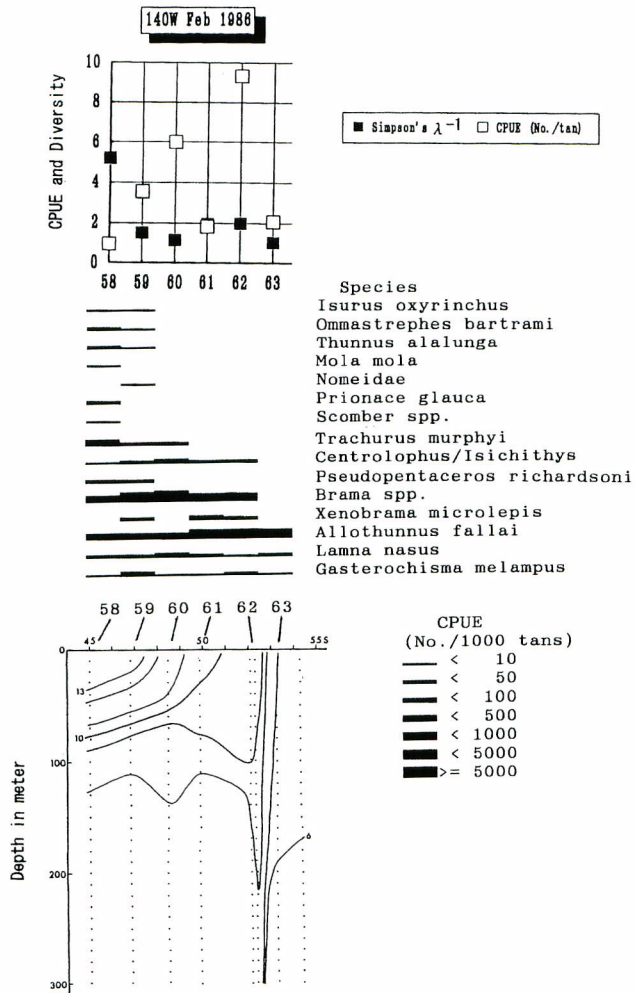 140W Feb 1986
10
8
6
4
2
0
CPUE and Diversity
58 59 60 61 62 63
■ Simpson's λ⁻¹ □ CPUE (No./tan)
Species
Isurus oxyrinchus
Ommastrephes bartrami
Thunnus alalunga
Mola mola
Nomeidae
Prionace glauca
Scomber spp.
Trachurus murphyi
Centrolophus/Isichithys
Pseudopentaceros richardsoni
Brama spp.
Xenobrama microlepis
Allothunnus fallai
Lamna nasus
Gasterochisma melampus
58 59 60 61 62 63
45 50 55S
0
13
10
100
6
200
300
Depth in meter
CPUE
(No./1000 tans)
< 10
< 50
< 100
< 500
< 1000
< 5000
>= 5000